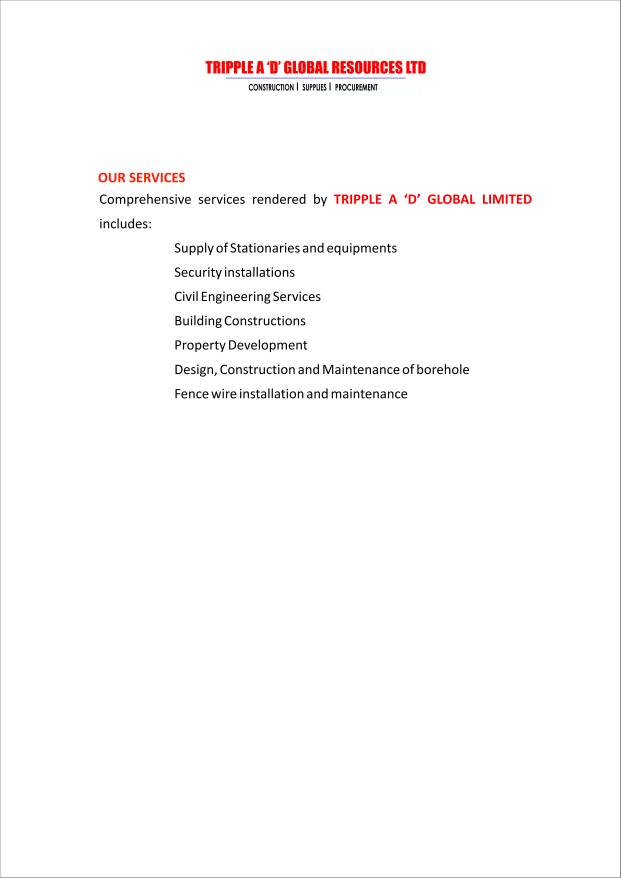 TRIPPLE A ‘D’ GLOBAL RESOURCES LTD
CONSTRUCTION | SUPPLIES | PROCUREMENT
OUR SERVICES
Comprehensive services rendered by TRIPPLE A ‘D’ GLOBAL LIMITED
includes:
Supply of Stationaries and equipments
Security installations
Civil Engineering Services
Building Constructions
Property Development
Design, Construction and Maintenance of borehole
Fence wire installation and maintenance